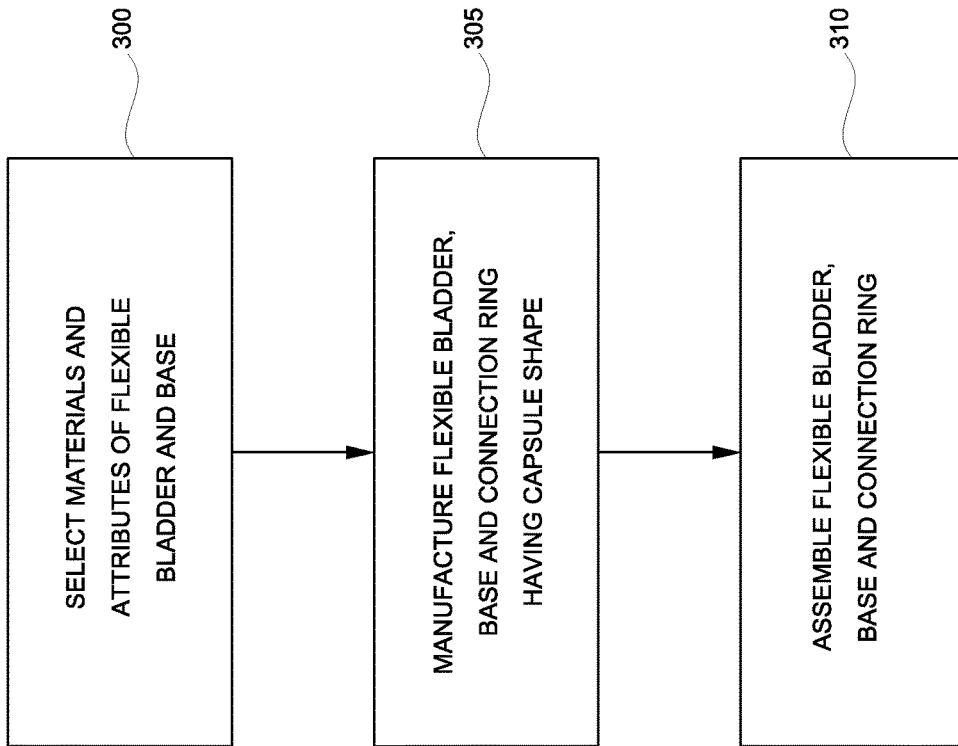 300
SELECT MATERIALS AND
ATTRIBUTES OF FLEXIBLE
BLADDER AND BASE
305
MANUFACTURE FLEXIBLE BLADDER,
BASE AND CONNECTION RING
HAVING CAPSULE SHAPE
310
ASSEMBLE FLEXIBLE BLADDER,
BASE AND CONNECTION RING